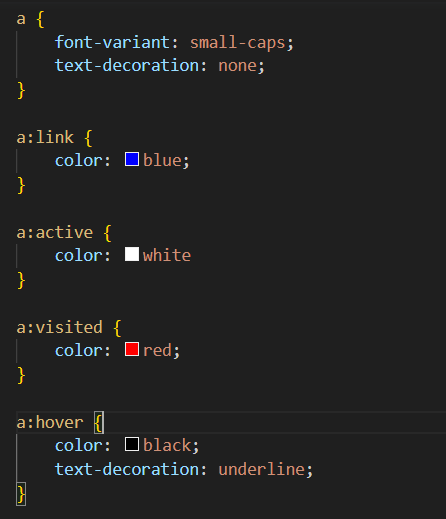 a {
    font-variant: small-caps;
    text-decoration: none;
}
a:link {
    color: blue;
}
a:active {
    color: white
}
a:visited {
    color: red;
}
a:hover {
    color: black;
    text-decoration: underline;
}